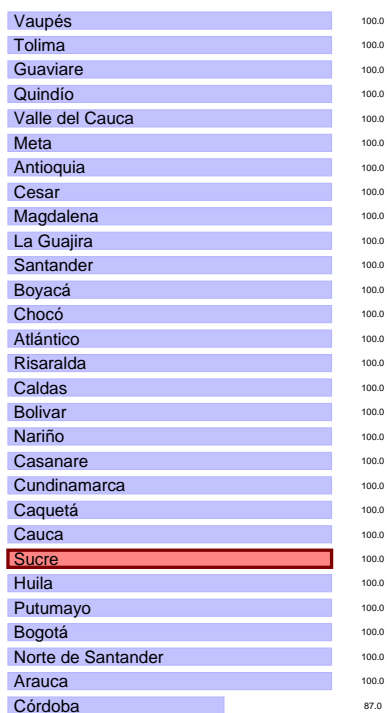 Vaupés 100.0
Tolima 100.0
Guaviare 100.0
Quindío 100.0
Valle del Cauca 100.0
Meta 100.0
Antioquia 100.0
Cesar 100.0
Magdalena 100.0
La Guajira 100.0
Santander 100.0
Boyacá 100.0
Chocó 100.0
Atlántico 100.0
Risaralda 100.0
Caldas 100.0
Bolivar 100.0
Nariño 100.0
Casanare 100.0
Cundinamarca 100.0
Caquetá 100.0
Cauca 100.0
Sucre 100.0
Huila 100.0
Putumayo 100.0
Bogotá 100.0
Norte de Santander 100.0
Arauca 100.0
Córdoba 87.0